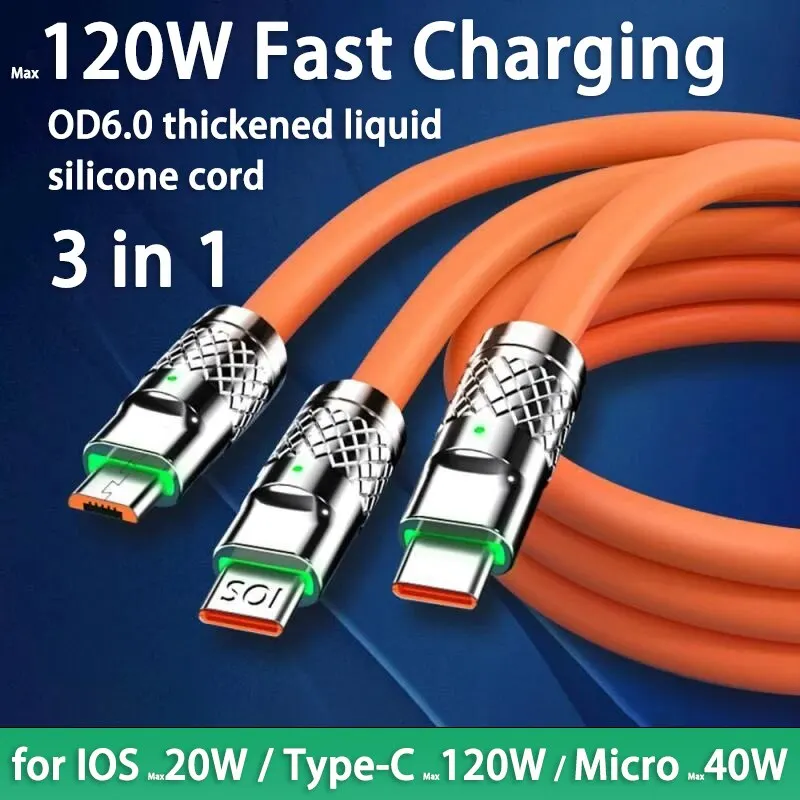 Max 120W Fast Charging
OD6.0 thickened liquid
silicone cord
3 in 1
IOS
for IOS Max 20W / Type-C Max 120W / Micro Max 40W